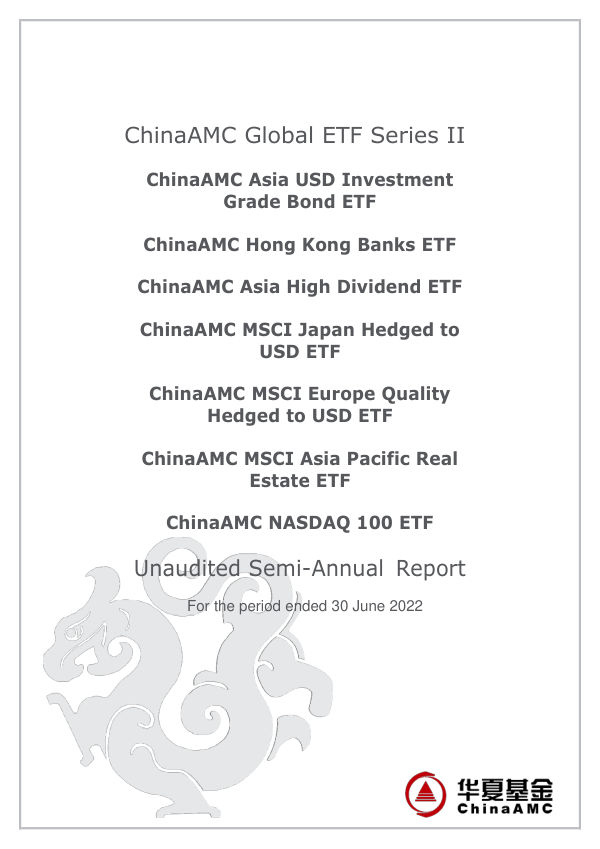 ChinaAMC Global ETF Series II
ChinaAMC Asia USD Investment
Grade Bond ETF
ChinaAMC Hong Kong Banks ETF
ChinaAMC Asia High Dividend ETF
ChinaAMC MSCI Japan Hedged to
USD ETF
ChinaAMC MSCI Europe Quality
Hedged to USD ETF
ChinaAMC MSCI Asia Pacific Real
Estate ETF
ChinaAMC NASDAQ 100 ETF
Unaudited Semi-Annual Report
For the period ended 30 June 2022
华夏基金
ChinaAMC